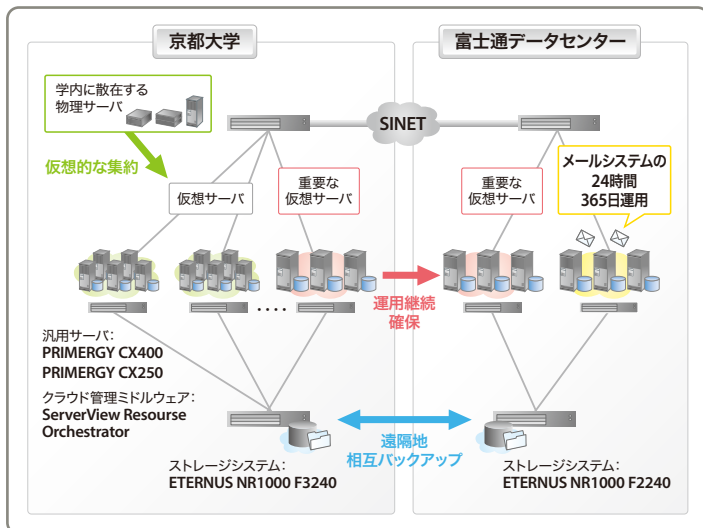 京都大学
富士通データセンター
学内に散在する
物理サーバ
SINET
仮想的な集約
仮想サーバ
重要な
仮想サーバ
重要な
仮想サーバ
メールシステムの
24時間
365日運用
運用継続
確保
....
汎用サーバ:
PRIMERGY CX400
PRIMERGY CX250
クラウド管理ミドルウェア:
ServerView Resourse
Orchestrator
遠隔地
相互バックアップ
ストレージシステム:
ETERNUS NR1000 F3240
ストレージシステム:
ETERNUS NR1000 F2240